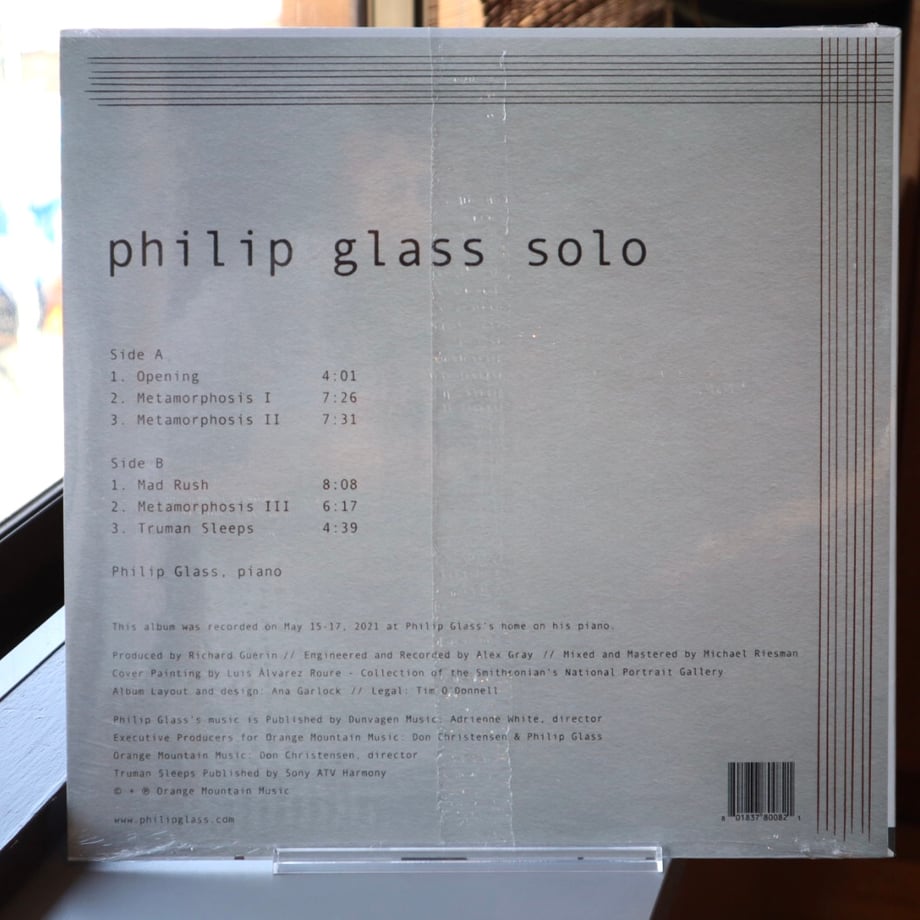 philip glass solo
Side A
1. Opening 4:01
2. Metamorphosis I 7:26
3. Metamorphosis II 7:31
Side B
1. Mad Rush 8:08
2. Metamorphosis III 6:17
3. Truman Sleeps 4:39
Philip Glass, piano
This album was recorded on May 15-17, 2021 at Philip Glass's home on his piano.
Produced by Richard Guerin // Engineered and Recorded by Alex Gray // Mixed and Mastered by Michael Riesman
Cover Painting by Luis Álvarez Roure - Collection of the Smithsonian's National Portrait Gallery
Album Layout and design: Ana Garlock // Legal: Tim O'Donnell
Philip Glass's music is Published by Dunvagen Music: Adrienne White, director
Executive Producers for Orange Mountain Music: Don Christensen & Philip Glass
Orange Mountain Music: Don Christensen, director
Truman Sleeps Published by Sony ATV Harmony
© + ℗ Orange Mountain Music
www.philipglass.com
8 01837 80082 1